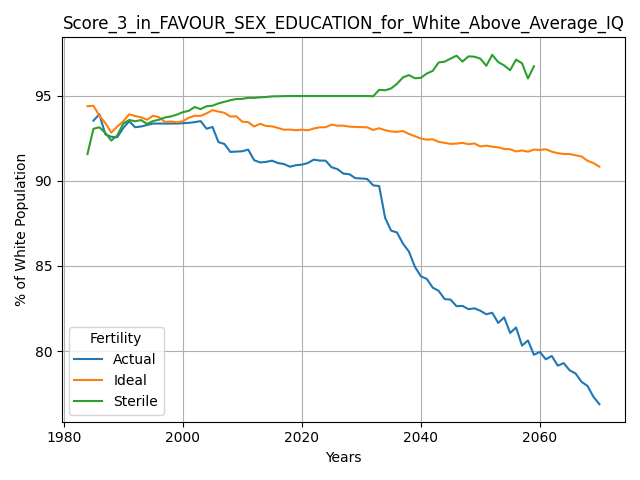 Score_3_in_FAVOUR_SEX_EDUCATION_for_White_Above_Average_IQ
% of White Population
95
90
85
80
Fertility
Actual
Ideal
Sterile
1980
2000
2020
2040
2060
Years